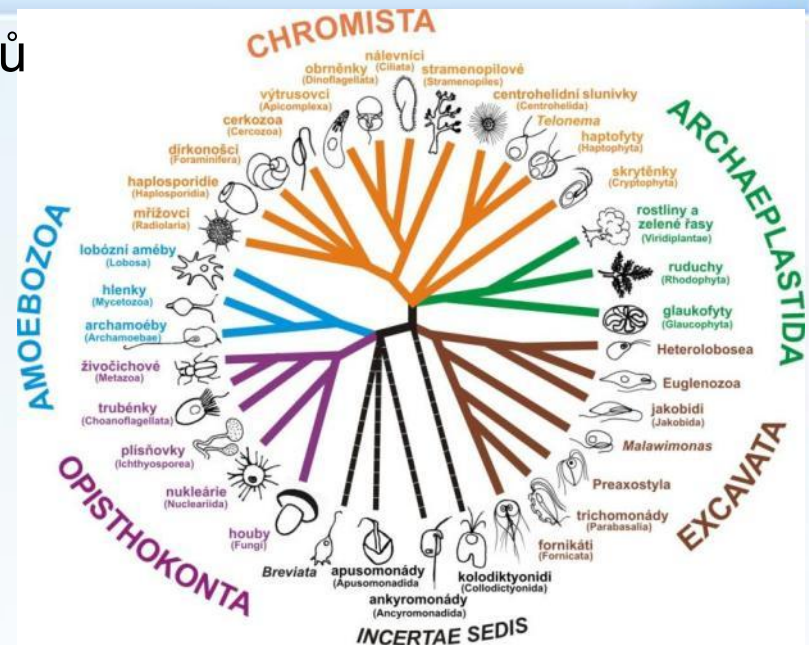 ů
CHROMISTA
nálevníci
(Ciliata)
obrněnky
(Dinoflagellata)
stramenopilové
(Stramenopiles)
výtrusovci
(Apicomplexa)
centrohelidní slunivky
(Centrohelida)
cerkozoa
(Cercozoa)
Telonema
haptofyty
(Haptophyta)
dírkonošci
(Foraminifera)
skrytěnky
(Cryptophyta)
haplosporidie
(Haplosporidia)
mřížovci
(Radiolaria)
ARCHAEPLASTIDA
rostliny a
zelené řasy
(Viridiplantae)
ruduchy
(Rhodophyta)
glaukofyty
(Glaucophyta)
AMOEBOZOA
lobózní améby
(Lobosa)
hlenky
(Mycetozoa)
archamoéby
(Archamoebae)
OPISTHOKONTA
živočichové
(Metazoa)
trubénky
(Choanoflagellata)
plísňovky
(Ichthyosporea)
nukleárie
(Nucleariida)
houby
(Fungi)
EXCAVATA
Heterolobosea
Euglenozoa
jakobidi
(Jakobida)
Malawimonas
Preaxostyla
trichomonády
(Parabasalia)
fornikáti
(Fornicata)
Breviata
apusomonády
(Apusomonadida
ankyromonády
(Ancyromonadida)
kolodiktyonidi
(Collodictyonida)
INCERTAE SEDIS